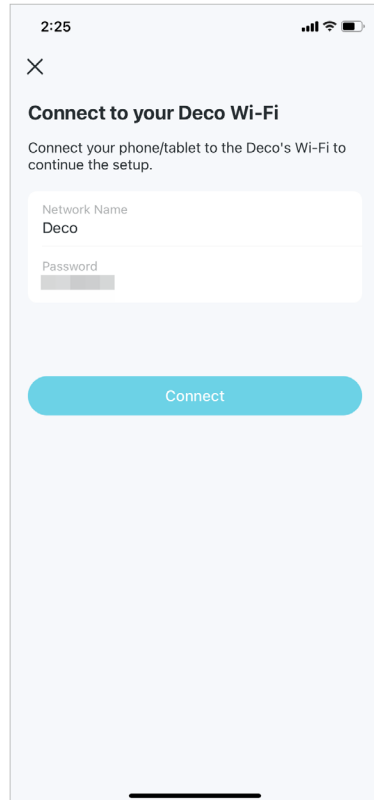 2:25
Connect to your Deco Wi-Fi
Connect your phone/tablet to the Deco's Wi-Fi to
continue the setup.
Network Name
Deco
Password
Connect